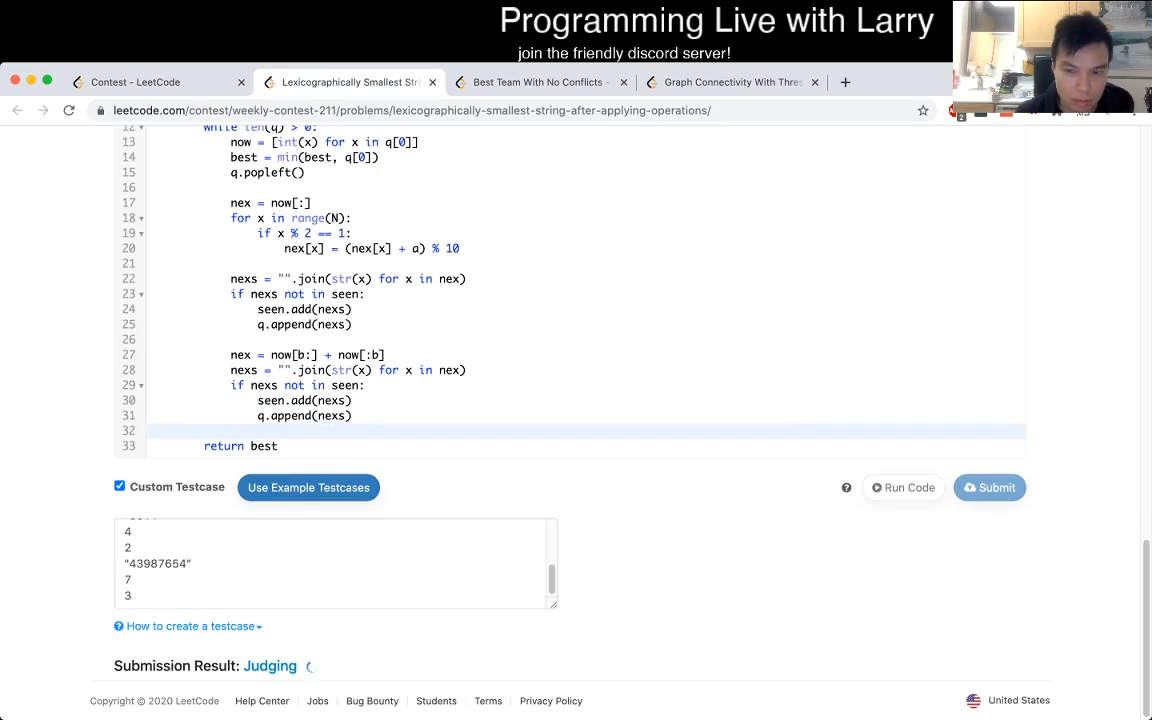 Programming Live with Larry
join the friendly discord server!
Contest - LeetCode
Lexicographically Smallest Stri
Best Team With No Conflicts -
Graph Connectivity With Thres
leetcode.com/contest/weekly-contest-211/problems/lexicographically-smallest-string-after-applying-operations/
2
12 while len(q) > 0:
13 now = [int(x) for x in q[0]]
14 best = min(best, q[0])
15 q.popleft()
16
17 nex = now[:]
18 for x in range(N):
19 if x % 2 == 1:
20 nex[x] = (nex[x] + a) % 10
21
22 nexs = "".join(str(x) for x in nex)
23 if nexs not in seen:
24 seen.add(nexs)
25 q.append(nexs)
26
27 nex = now[b:] + now[:b]
28 nexs = "".join(str(x) for x in nex)
29 if nexs not in seen:
30 seen.add(nexs)
31 q.append(nexs)
32
33 return best
Custom Testcase
Use Example Testcases
Run Code
Submit
4
2
"43987654"
7
3
How to create a testcase
Submission Result: Judging
Copyright © 2020 LeetCode
Help Center
Jobs
Bug Bounty
Students
Terms
Privacy Policy
United States